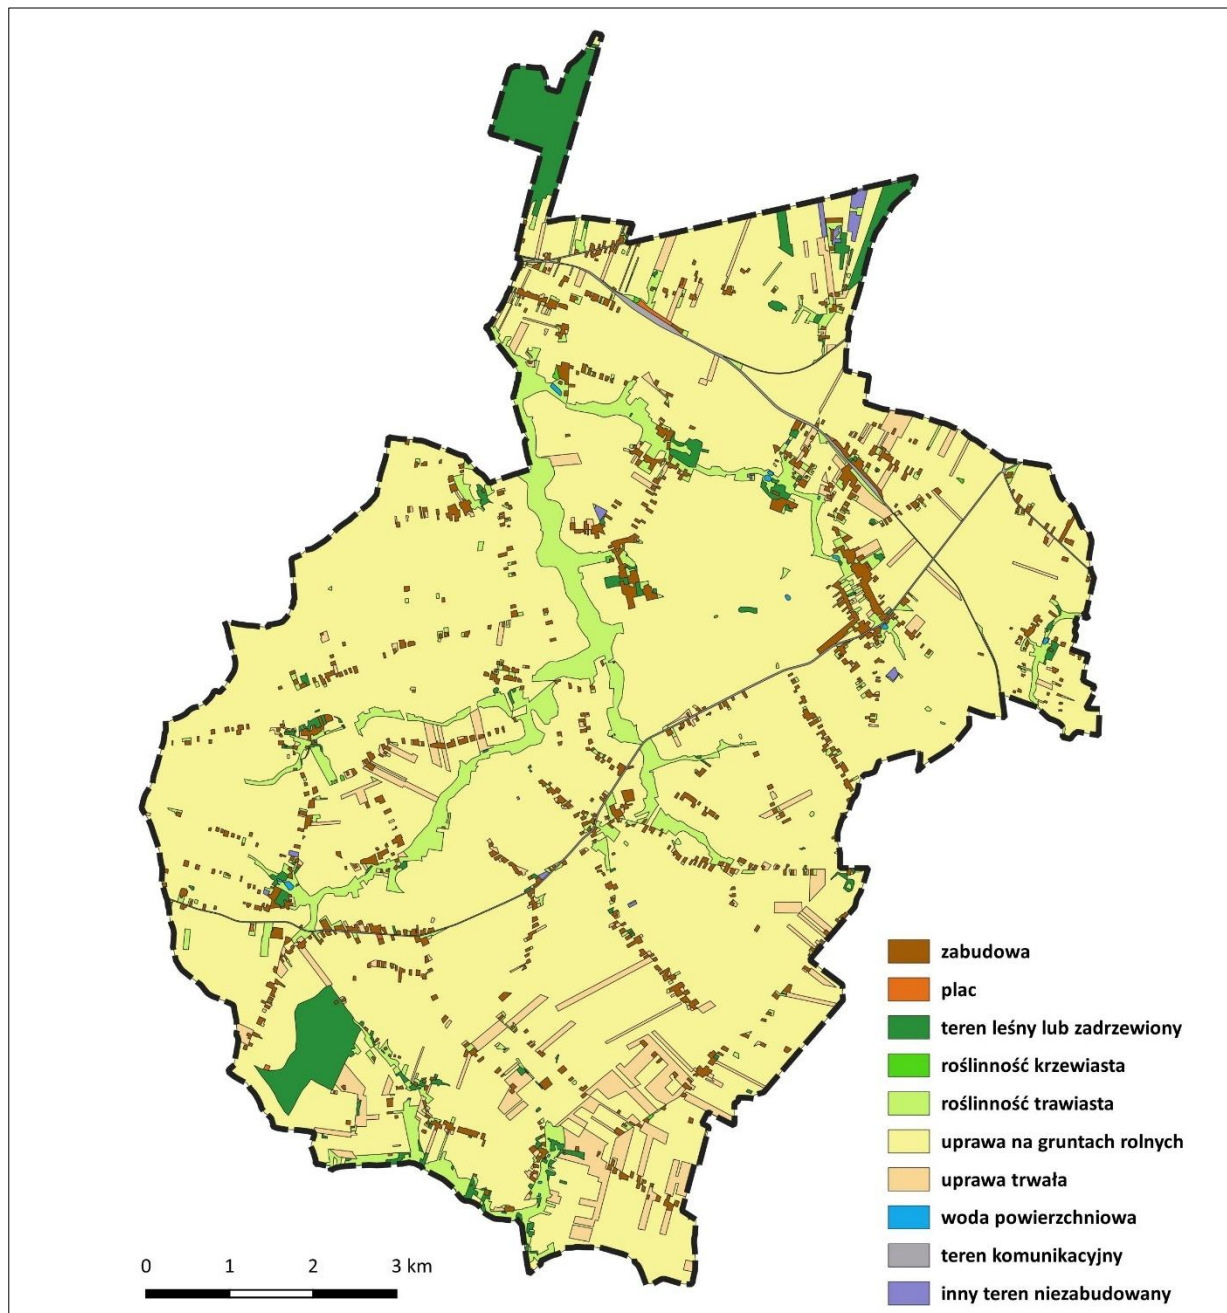 zabudowa
plac
teren leśny lub zadrzewiony
roślinność krzewiasta
roślinność trawiasta
uprawa na gruntach rolnych
uprawa trwała
woda powierzchniowa
teren komunikacyjny
inny teren niezabudowany
0 1 2 3 km